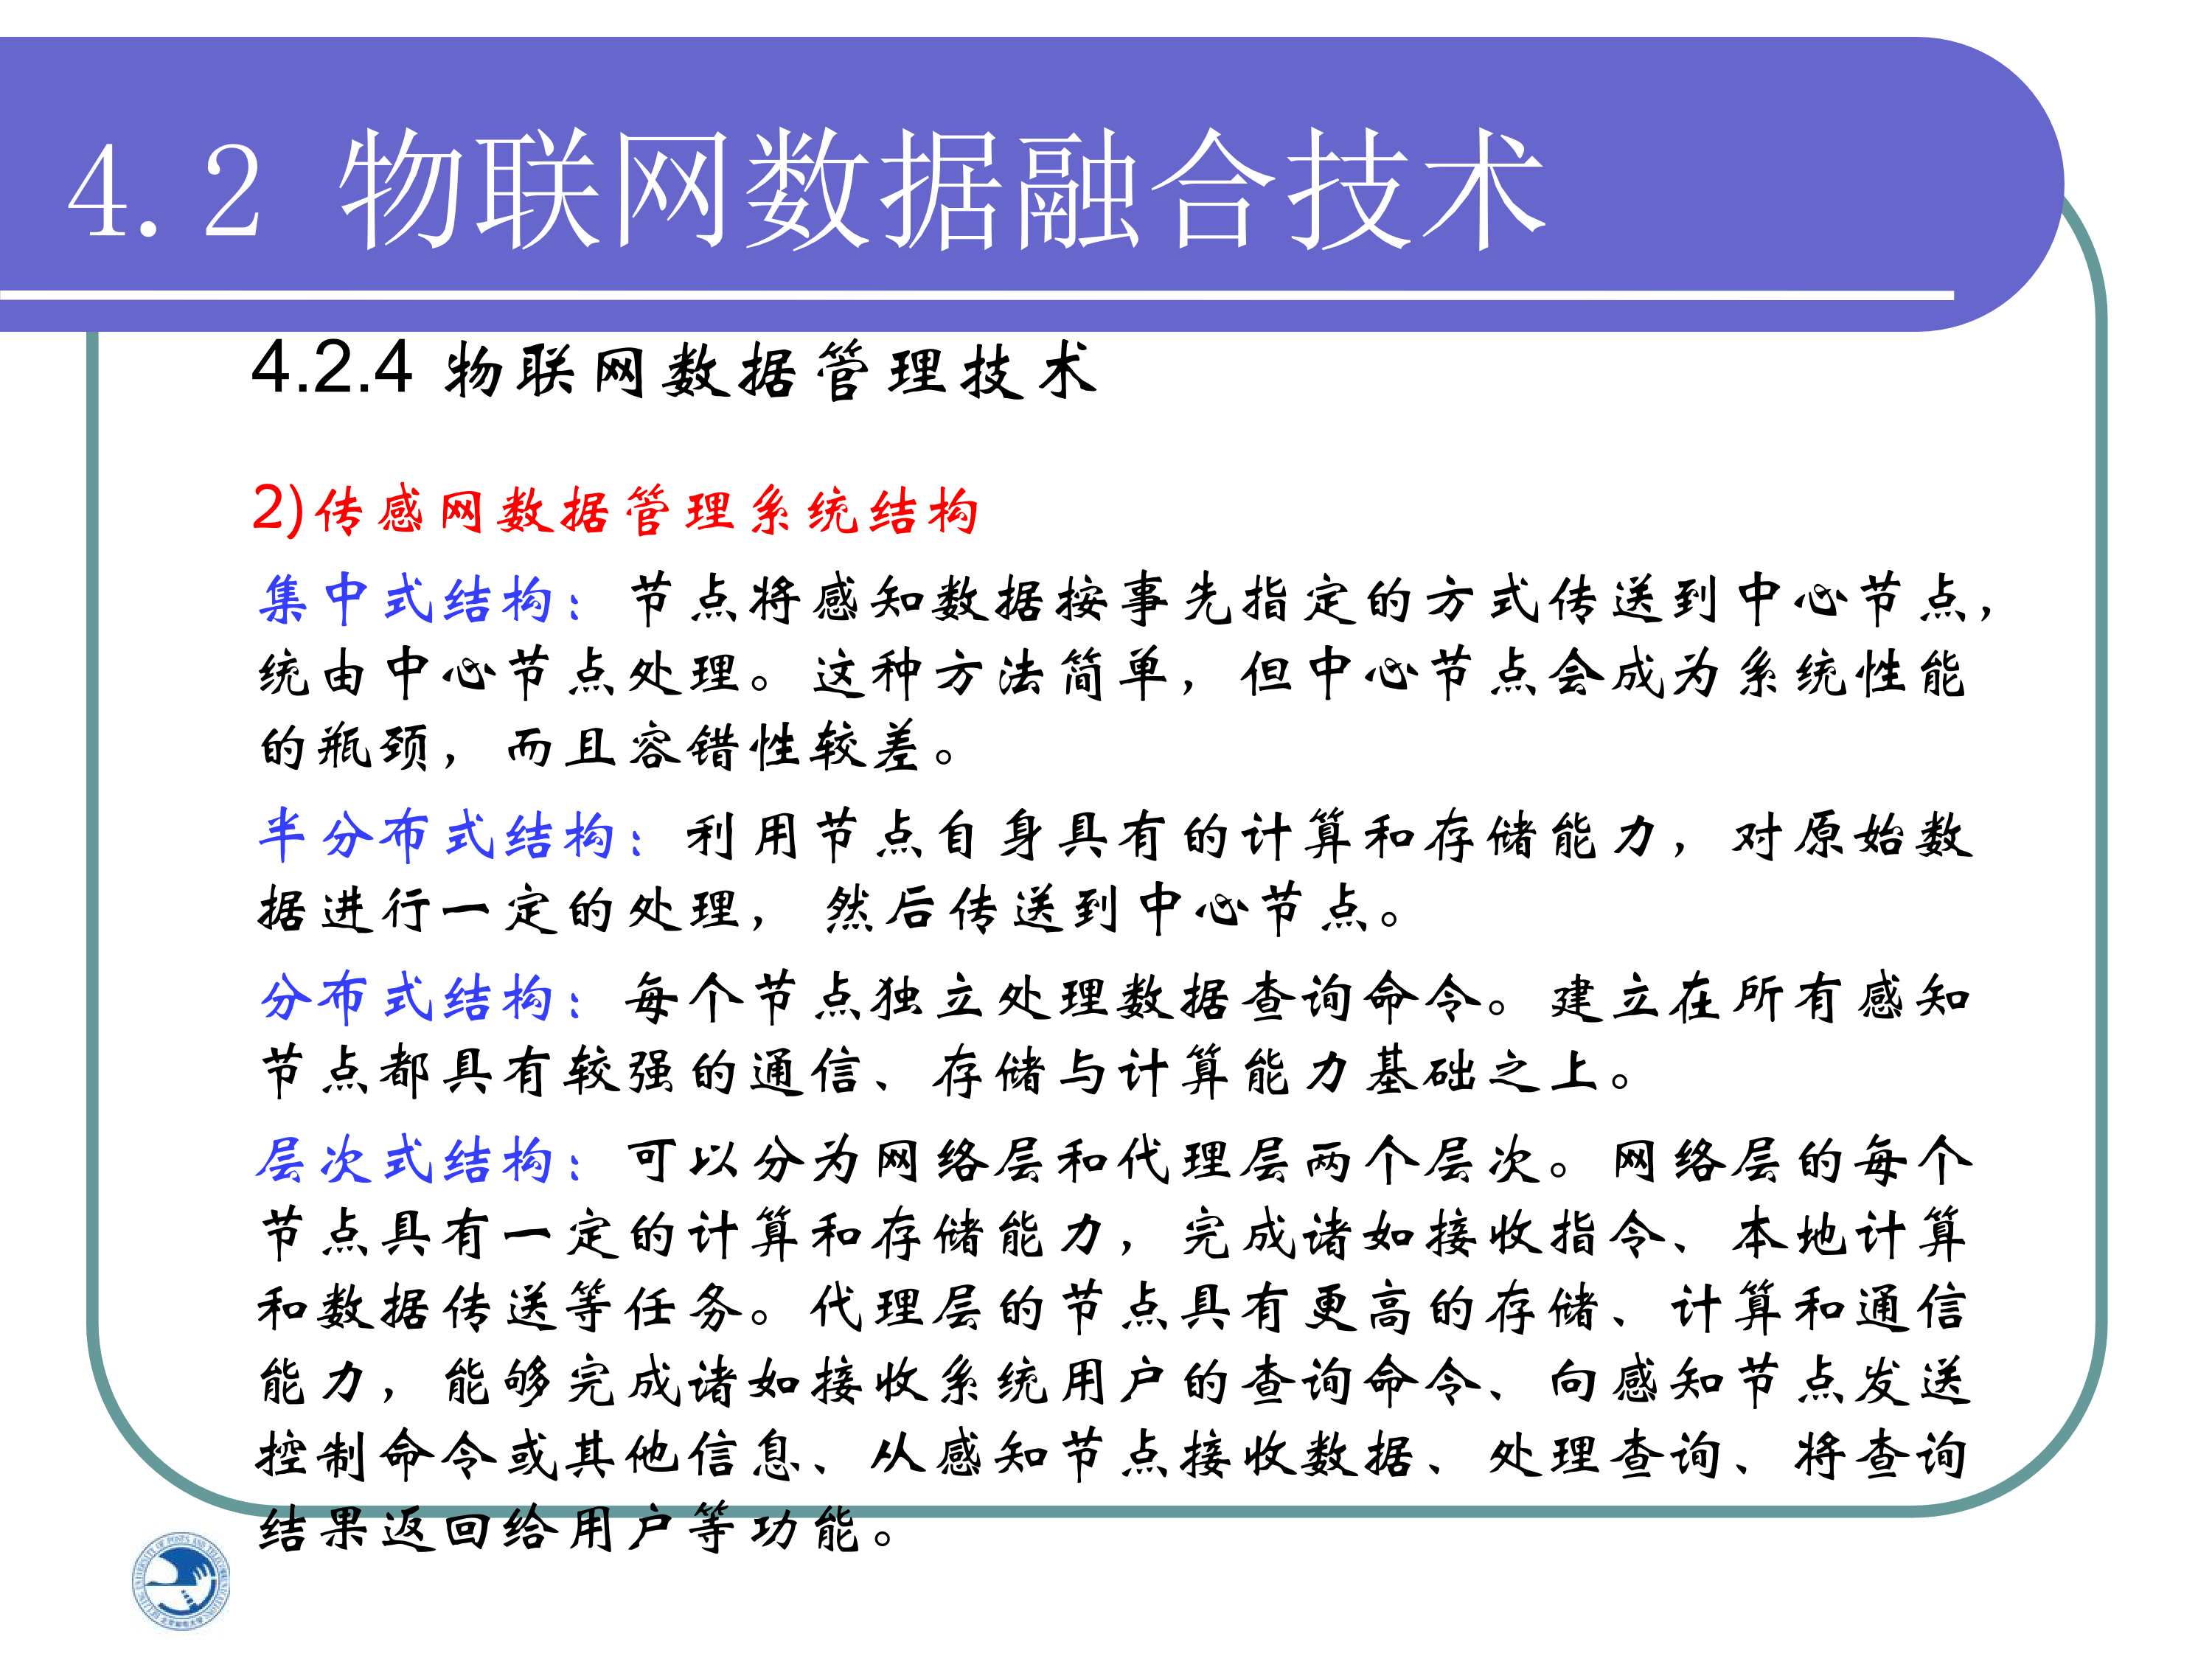 4.2 物联网数据融合技术
4.2.4 物联网数据管理技术
2)传感网数据管理系统结构
集中式结构：节点将感知数据按事先指定的方式传送到中心节点，
统由中心节点处理。这种方法简单，但中心节点会成为系统性能
的瓶颈，而且容错性较差。
半分布式结构：利用节点自身具有的计算和存储能力，对原始数
据进行一定的处理， 然后传送到中心节点。
分布式结构：每个节点独立处理数据查询命令。建立在所有感知
节点都具有较强的通信、存储与计算能力基础之上。
层次式结构：可以分为网络层和代理层两个层次。网络层的每个
节点具有一定的计算和存储能力，完成诸如接收指令、本地计算
和数据传送等任务。代理层的节点具有更高的存储、计算和通信
能力，能够完成诸如接收系统用户的查询命令、向感知节点发送
控制命令或其他信息、从感知节点接收数据、处理查询、将查询
结果返回给用户等功能。